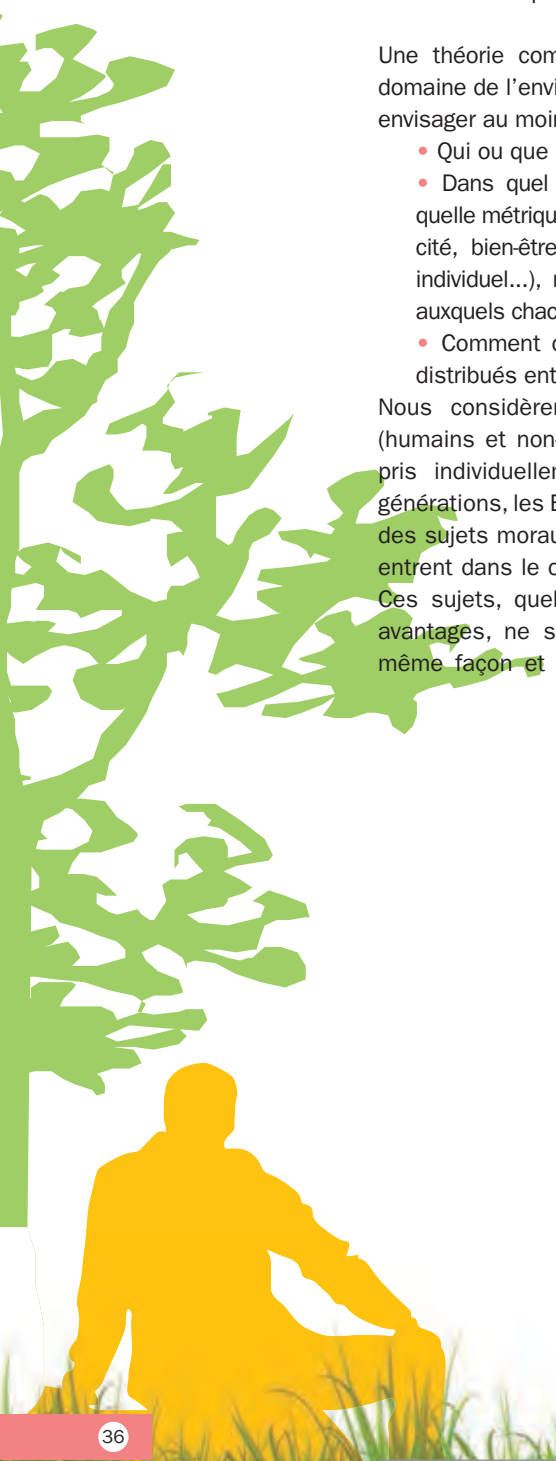 Une théorie com
domaine de l'envi
envisager au moin
• Qui ou que
• Dans quel
quelle métriqu
cité, bien-être
individuel...), r
auxquels chac
• Comment c
distribués ent
Nous considèrer
(humains et non-
pris individueller
générations, les E
des sujets morau
entrent dans le c
Ces sujets, quel
avantages, ne s
même façon et
36